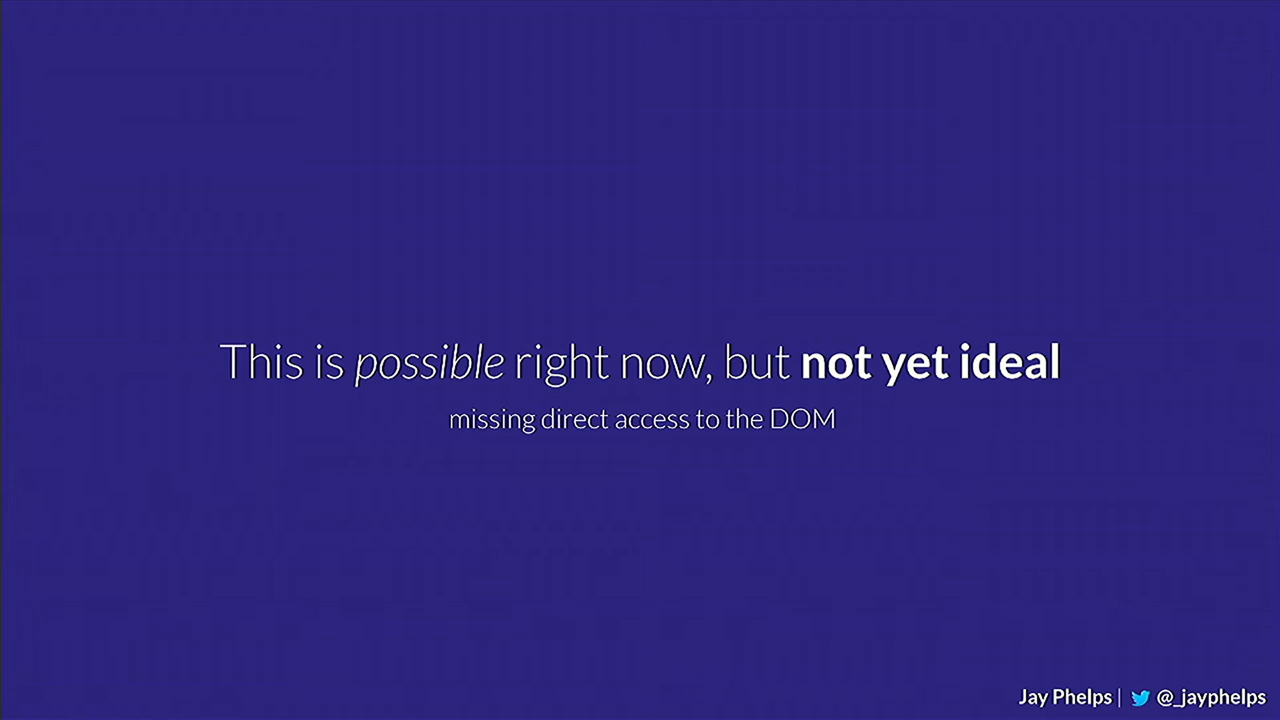 This is possible right now, but not yet ideal
missing direct access to the DOM
Jay Phelps | @_jayphelps